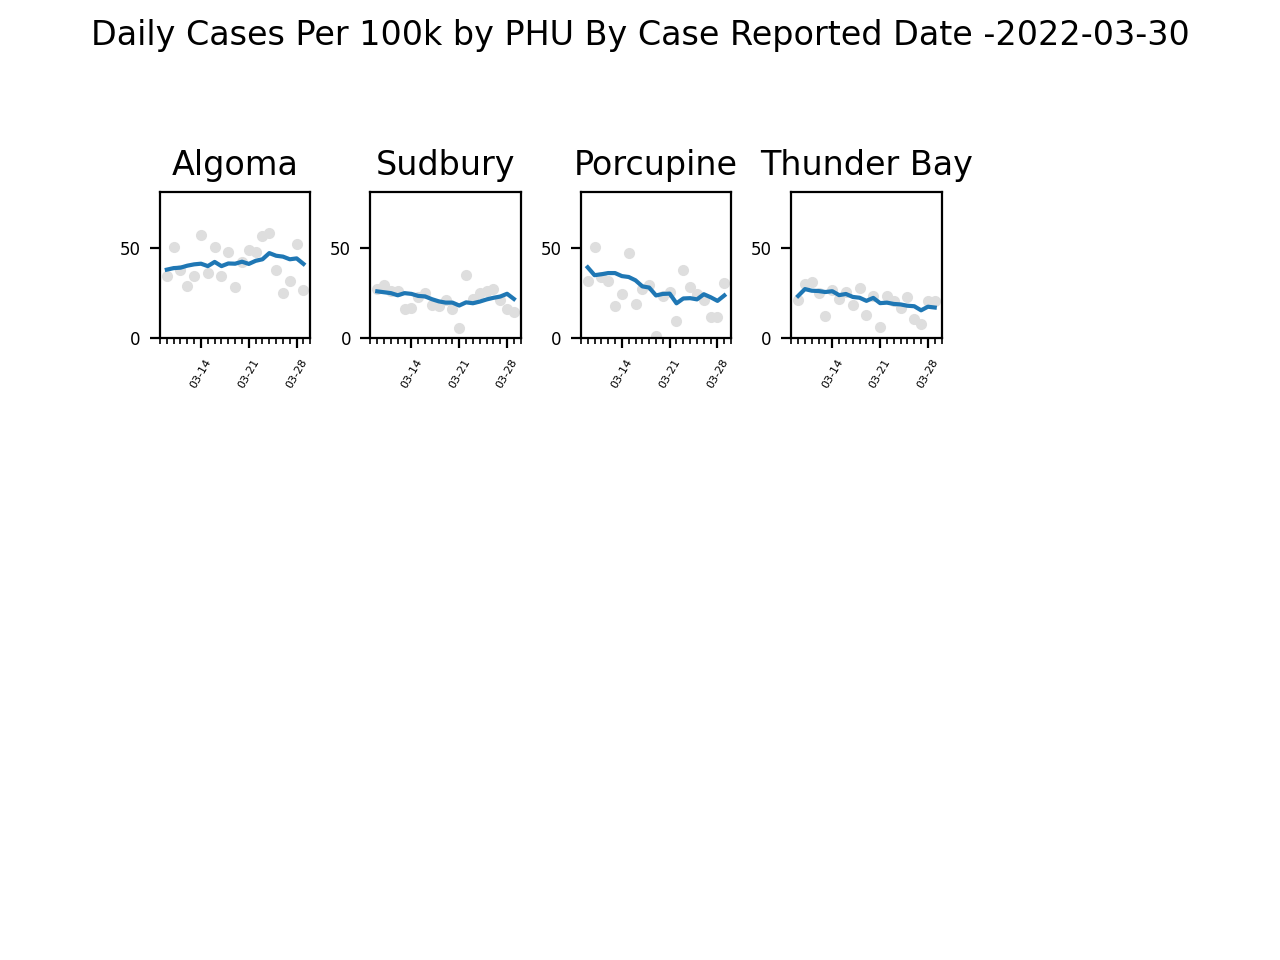 Daily Cases Per 100k by PHU By Case Reported Date -2022-03-30
Algoma Sudbury Porcupine Thunder Bay
50 50 50 50
0 0 0 0
03-14 03-21 03-28 03-14 03-21 03-28 03-14 03-21 03-28 03-14 03-21 03-28